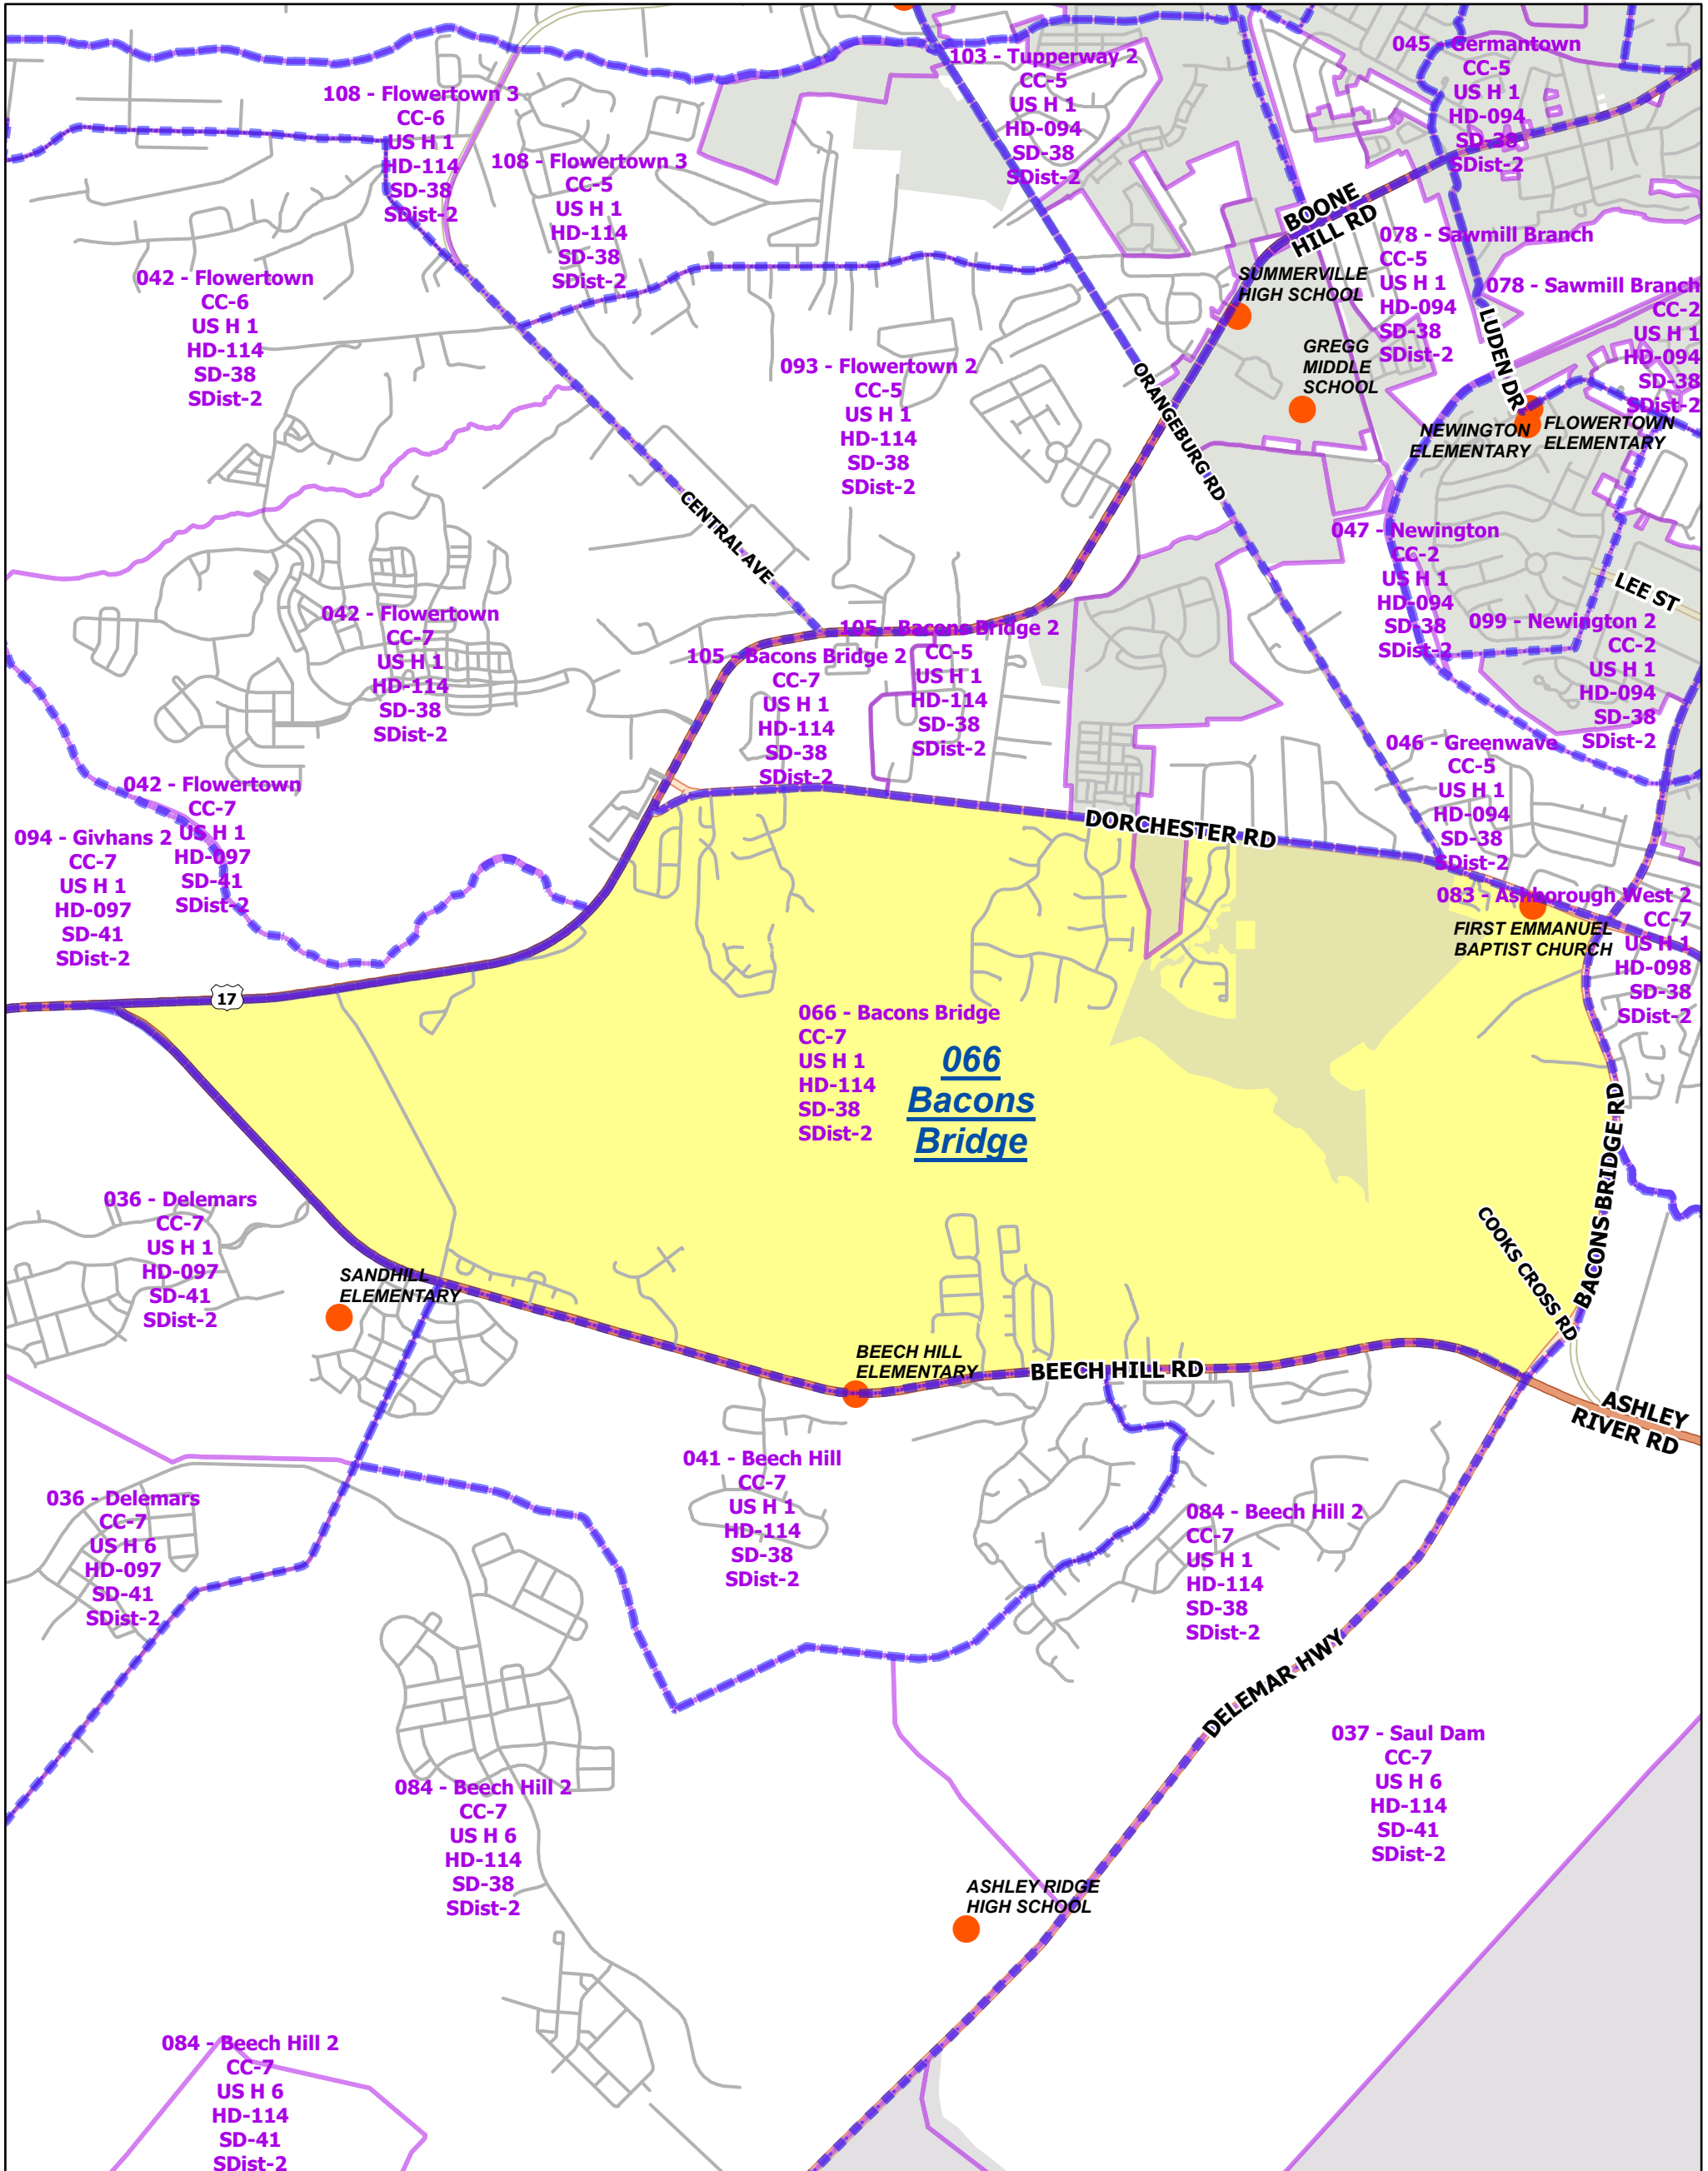 103 - Tupperway 2
CC-5
US H 1
HD-094
SD-38
SDist-2
045 - Germantown
CC-5
US H 1
HD-094
SD-38
SDist-2
108 - Flowertown 3
CC-6
US H 1
HD-114
SD-38
SDist-2
108 - Flowertown 3
CC-5
US H 1
HD-114
SD-38
SDist-2
BOONE
HILL RD
078 - Sawmill Branch
CC-5
US H 1
HD-094
SD-38
SDist-2
SUMMERVILLE
HIGH SCHOOL
042 - Flowertown
CC-6
US H 1
HD-114
SD-38
SDist-2
078 - Sawmill Branch
CC-2
US H 1
HD-094
SD-38
SDist-2
LUDEN DR
GREGG
MIDDLE
SCHOOL
093 - Flowertown 2
CC-5
US H 1
HD-114
SD-38
SDist-2
ORANGEBURG RD
NEWINGTON
ELEMENTARY
FLOWERTOWN
ELEMENTARY
CENTRAL AVE
047 - Newington
CC-2
US H 1
HD-094
SD-38
SDist-2
LEE ST
042 - Flowertown
CC-7
US H 1
HD-114
SD-38
SDist-2
105 - Bacons Bridge 2
CC-5
US H 1
HD-114
SD-38
SDist-2
105 - Bacons Bridge 2
CC-7
US H 1
HD-114
SD-38
SDist-2
099 - Newington 2
CC-2
US H 1
HD-094
SD-38
SDist-2
046 - Greenwave
CC-5
US H 1
HD-094
SD-38
SDist-2
042 - Flowertown
CC-7
US H 1
HD-097
SD-41
SDist-2
094 - Givhans 2
CC-7
US H 1
HD-097
SD-41
SDist-2
DORCHESTER RD
083 - Ashborough West 2
CC-7
US H 1
HD-098
SD-38
SDist-2
FIRST EMMANUEL
BAPTIST CHURCH
17
066 - Bacons Bridge
CC-7
US H 1
HD-114
SD-38
SDist-2
066
Bacons
Bridge
BACONS BRIDGE RD
COOKS CROSS RD
036 - Delemars
CC-7
US H 1
HD-097
SD-41
SDist-2
SANDHILL
ELEMENTARY
BEECH HILL
ELEMENTARY
BEECH HILL RD
ASHLEY
RIVER RD
041 - Beech Hill
CC-7
US H 1
HD-114
SD-38
SDist-2
036 - Delemars
CC-7
US H 6
HD-097
SD-41
SDist-2
084 - Beech Hill 2
CC-7
US H 1
HD-114
SD-38
SDist-2
DELEMAR HWY
037 - Saul Dam
CC-7
US H 6
HD-114
SD-41
SDist-2
084 - Beech Hill 2
CC-7
US H 6
HD-114
SD-38
SDist-2
ASHLEY RIDGE
HIGH SCHOOL
084 - Beech Hill 2
CC-7
US H 6
HD-114
SD-41
SDist-2